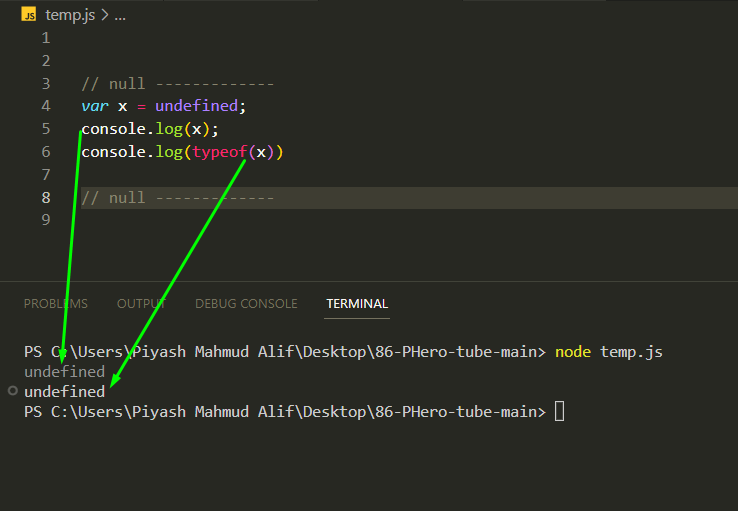 JS temp.js > ...
1
2
3 // null -------------
4 var x = undefined;
5 console.log(x);
6 console.log(typeof(x))
7
8 // null -------------
9
PROBLEMS OUTPUT DEBUG CONSOLE TERMINAL
PS C:\Users\Piyash Mahmud Alif\Desktop\86-PHero-tube-main> node temp.js
undefined
undefined
PS C:\Users\Piyash Mahmud Alif\Desktop\86-PHero-tube-main>